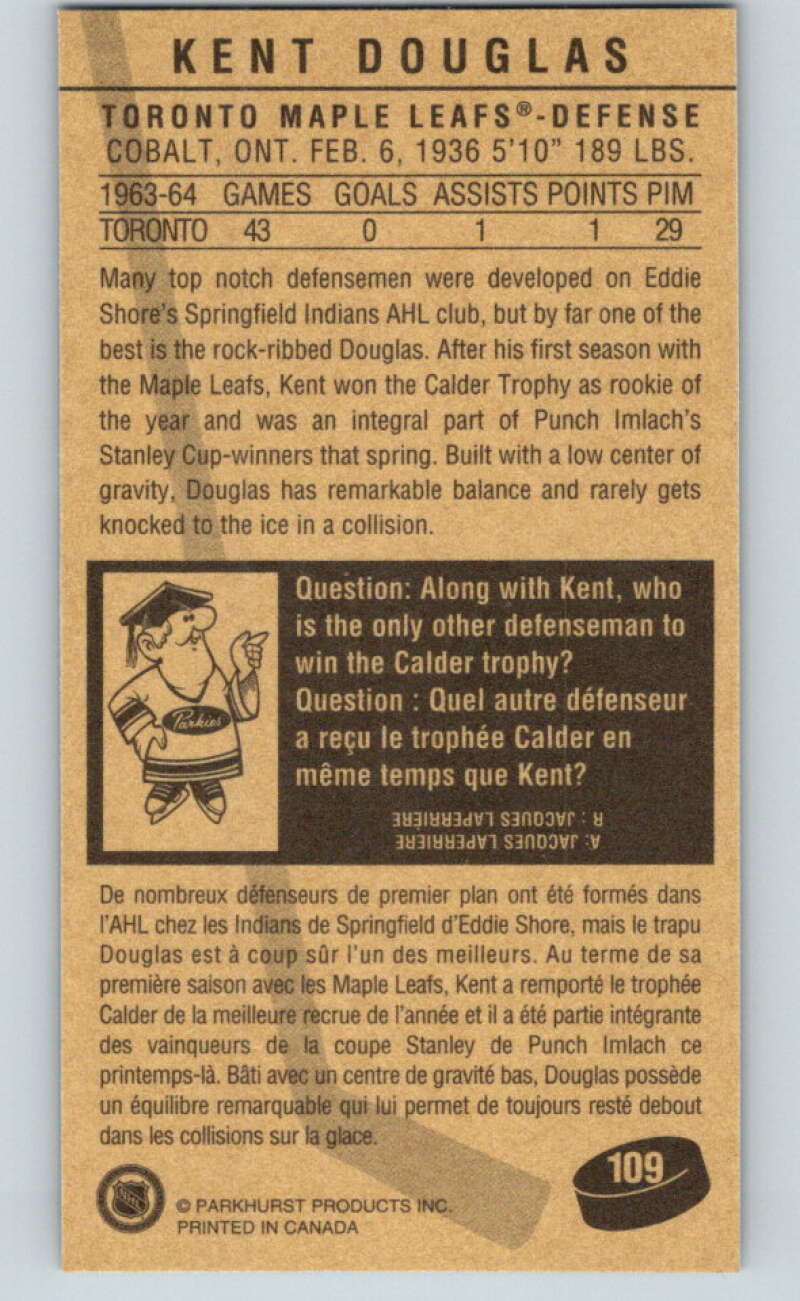 KENT DOUGLAS
TORONTO MAPLE LEAFS®-DEFENSE
COBALT, ONT. FEB. 6, 1936 5'10" 189 LBS.
1963-64 GAMES GOALS ASSISTS POINTS PIM
TORONTO 43 0 1 1 29
Many top notch defensemen were developed on Eddie
Shore's Springfield Indians AHL club, but by far one of the
best is the rock-ribbed Douglas. After his first season with
the Maple Leafs, Kent won the Calder Trophy as rookie of
the year and was an integral part of Punch Imlach's
Stanley Cup-winners that spring. Built with a low center of
gravity, Douglas has remarkable balance and rarely gets
knocked to the ice in a collision.
Parkies
Question: Along with Kent, who
is the only other defenseman to
win the Calder trophy?
Question : Quel autre défenseur
a reçu le trophée Calder en
même temps que Kent?
A: JACQUES LAPERRIERE
R : JACQUES LAPERRIERE
De nombreux défenseurs de premier plan ont été formés dans
l'AHL chez les Indians de Springfield d'Eddie Shore, mais le trapu
Douglas est à coup sûr l'un des meilleurs. Au terme de sa
première saison avec les Maple Leafs, Kent a remporté le trophée
Calder de la meilleure recrue de l'année et il a été partie intégrante
des vainqueurs de la coupe Stanley de Punch Imlach ce
printemps-là. Bâti avec un centre de gravité bas, Douglas possède
un équilibre remarquable qui lui permet de toujours resté debout
dans les collisions sur la glace.
109
NHL
© PARKHURST PRODUCTS INC.
PRINTED IN CANADA